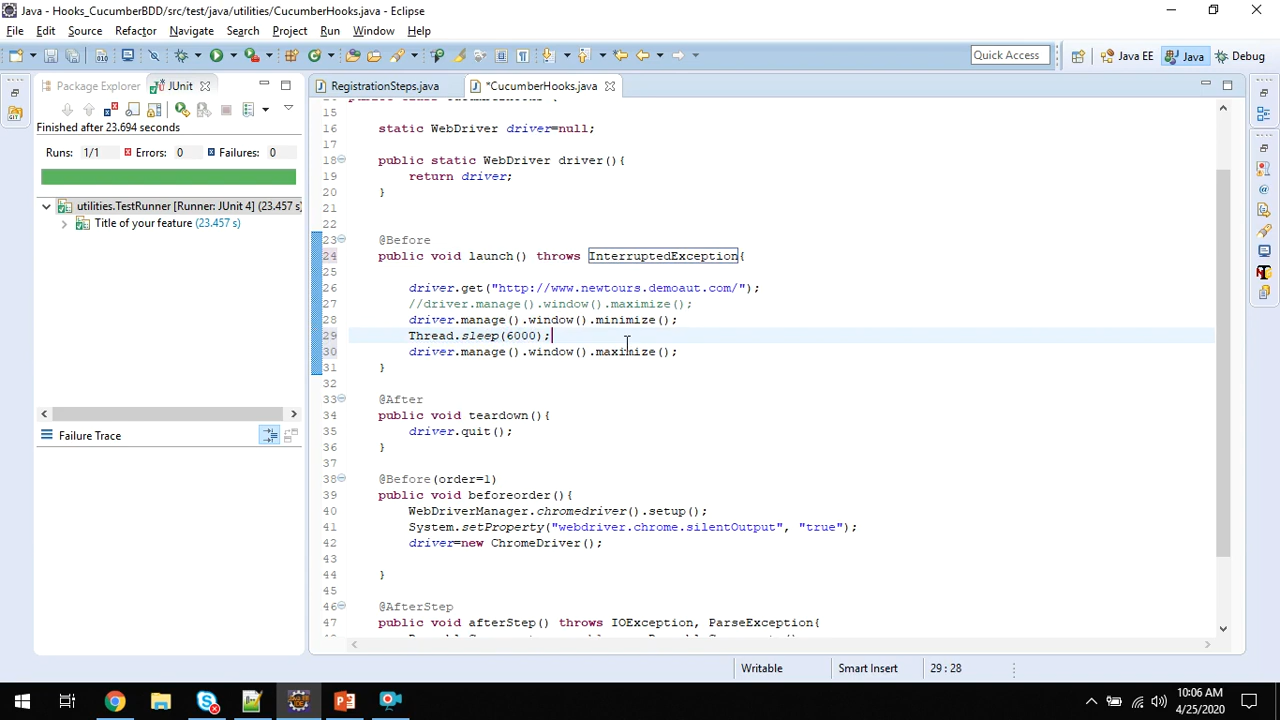 Java - Hooks_CucumberBDD/src/test/java/utilities/CucumberHooks.java - Eclipse
File Edit Source Refactor Navigate Search Project Run Window Help
Quick Access Java EE Java Debug
Package Explorer JUnit
Finished after 23.694 seconds
Runs: 1/1 Errors: 0 Failures: 0
utilities.TestRunner [Runner: JUnit 4] (23.457 s)
Title of your feature (23.457 s)
Failure Trace
RegistrationSteps.java *CucumberHooks.java
15
16 static WebDriver driver=null;
17
18 public static WebDriver driver(){
19 return driver;
20 }
21
22
23 @Before
24 public void launch() throws InterruptedException{
25
26 driver.get("http://www.newtours.demoaut.com/");
27 //driver.manage().window().maximize();
28 driver.manage().window().minimize();
29 Thread.sleep(6000);
30 driver.manage().window().maximize();
31 }
32
33 @After
34 public void teardown(){
35 driver.quit();
36 }
37
38 @Before(order=1)
39 public void beforeorder(){
40 WebDriverManager.chromedriver().setup();
41 System.setProperty("webdriver.chrome.silentOutput", "true");
42 driver=new ChromeDriver();
43
44 }
45
46 @AfterStep
47 public void afterStep() throws IOException, ParseException{
Writable Smart Insert 29 : 28
10:06 AM
4/25/2020